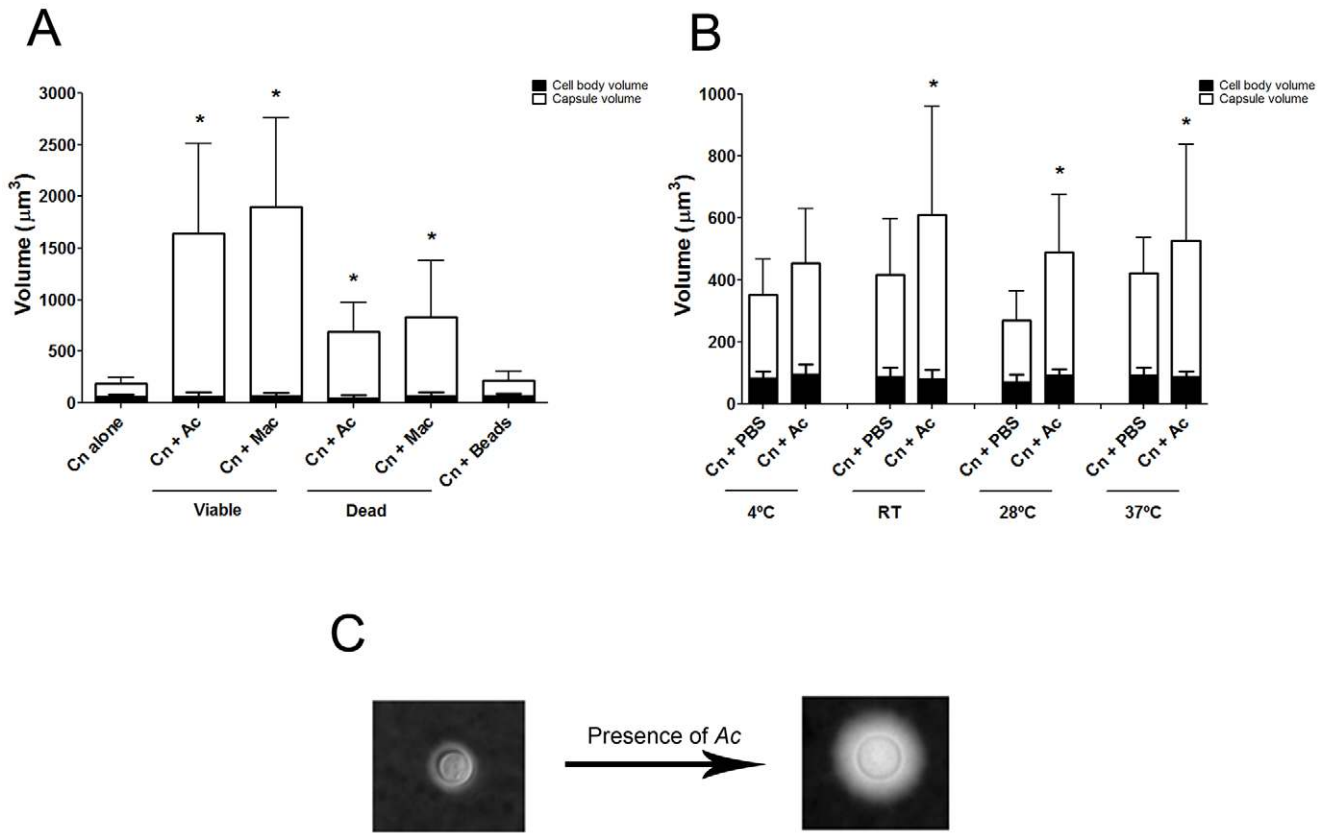 A
Cell body volume
Capsule volume
Volume (μm³)
3000
2500
2000
1500
1000
500
0
*
*
*
*
Cn alone
Cn + Ac
Cn + Mac
Cn + Ac
Cn + Mac
Cn + Beads
Viable
Dead
B
Cell body volume
Capsule volume
Volume (μm³)
1000
800
600
400
200
0
*
*
*
Cn + PBS
Cn + Ac
Cn + PBS
Cn + Ac
Cn + PBS
Cn + Ac
Cn + PBS
Cn + Ac
4ºC
RT
28ºC
37ºC
C
Presence of Ac